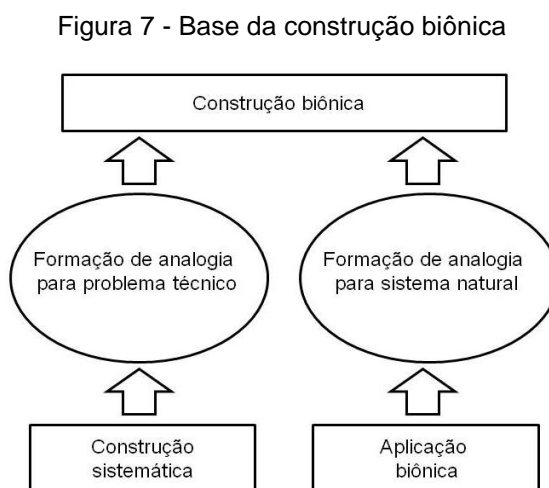 Figura 7 - Base da construção biônica
Construção biônica
Formação de analogia
para problema técnico
Formação de analogia
para sistema natural
Construção
sistemática
Aplicação
biônica